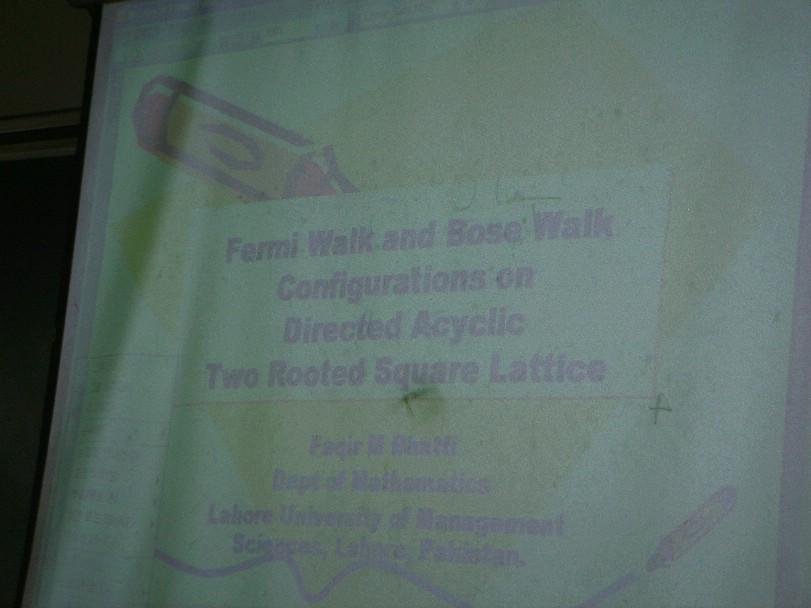 Fermi Walk and Bose Walk
Configurations on
Directed Acyclic
Two Rooted Square Lattice
Faqir M Bhatti
Dept of Mathematics
Lahore University of Management
Sciences, Lahore, Pakistan.